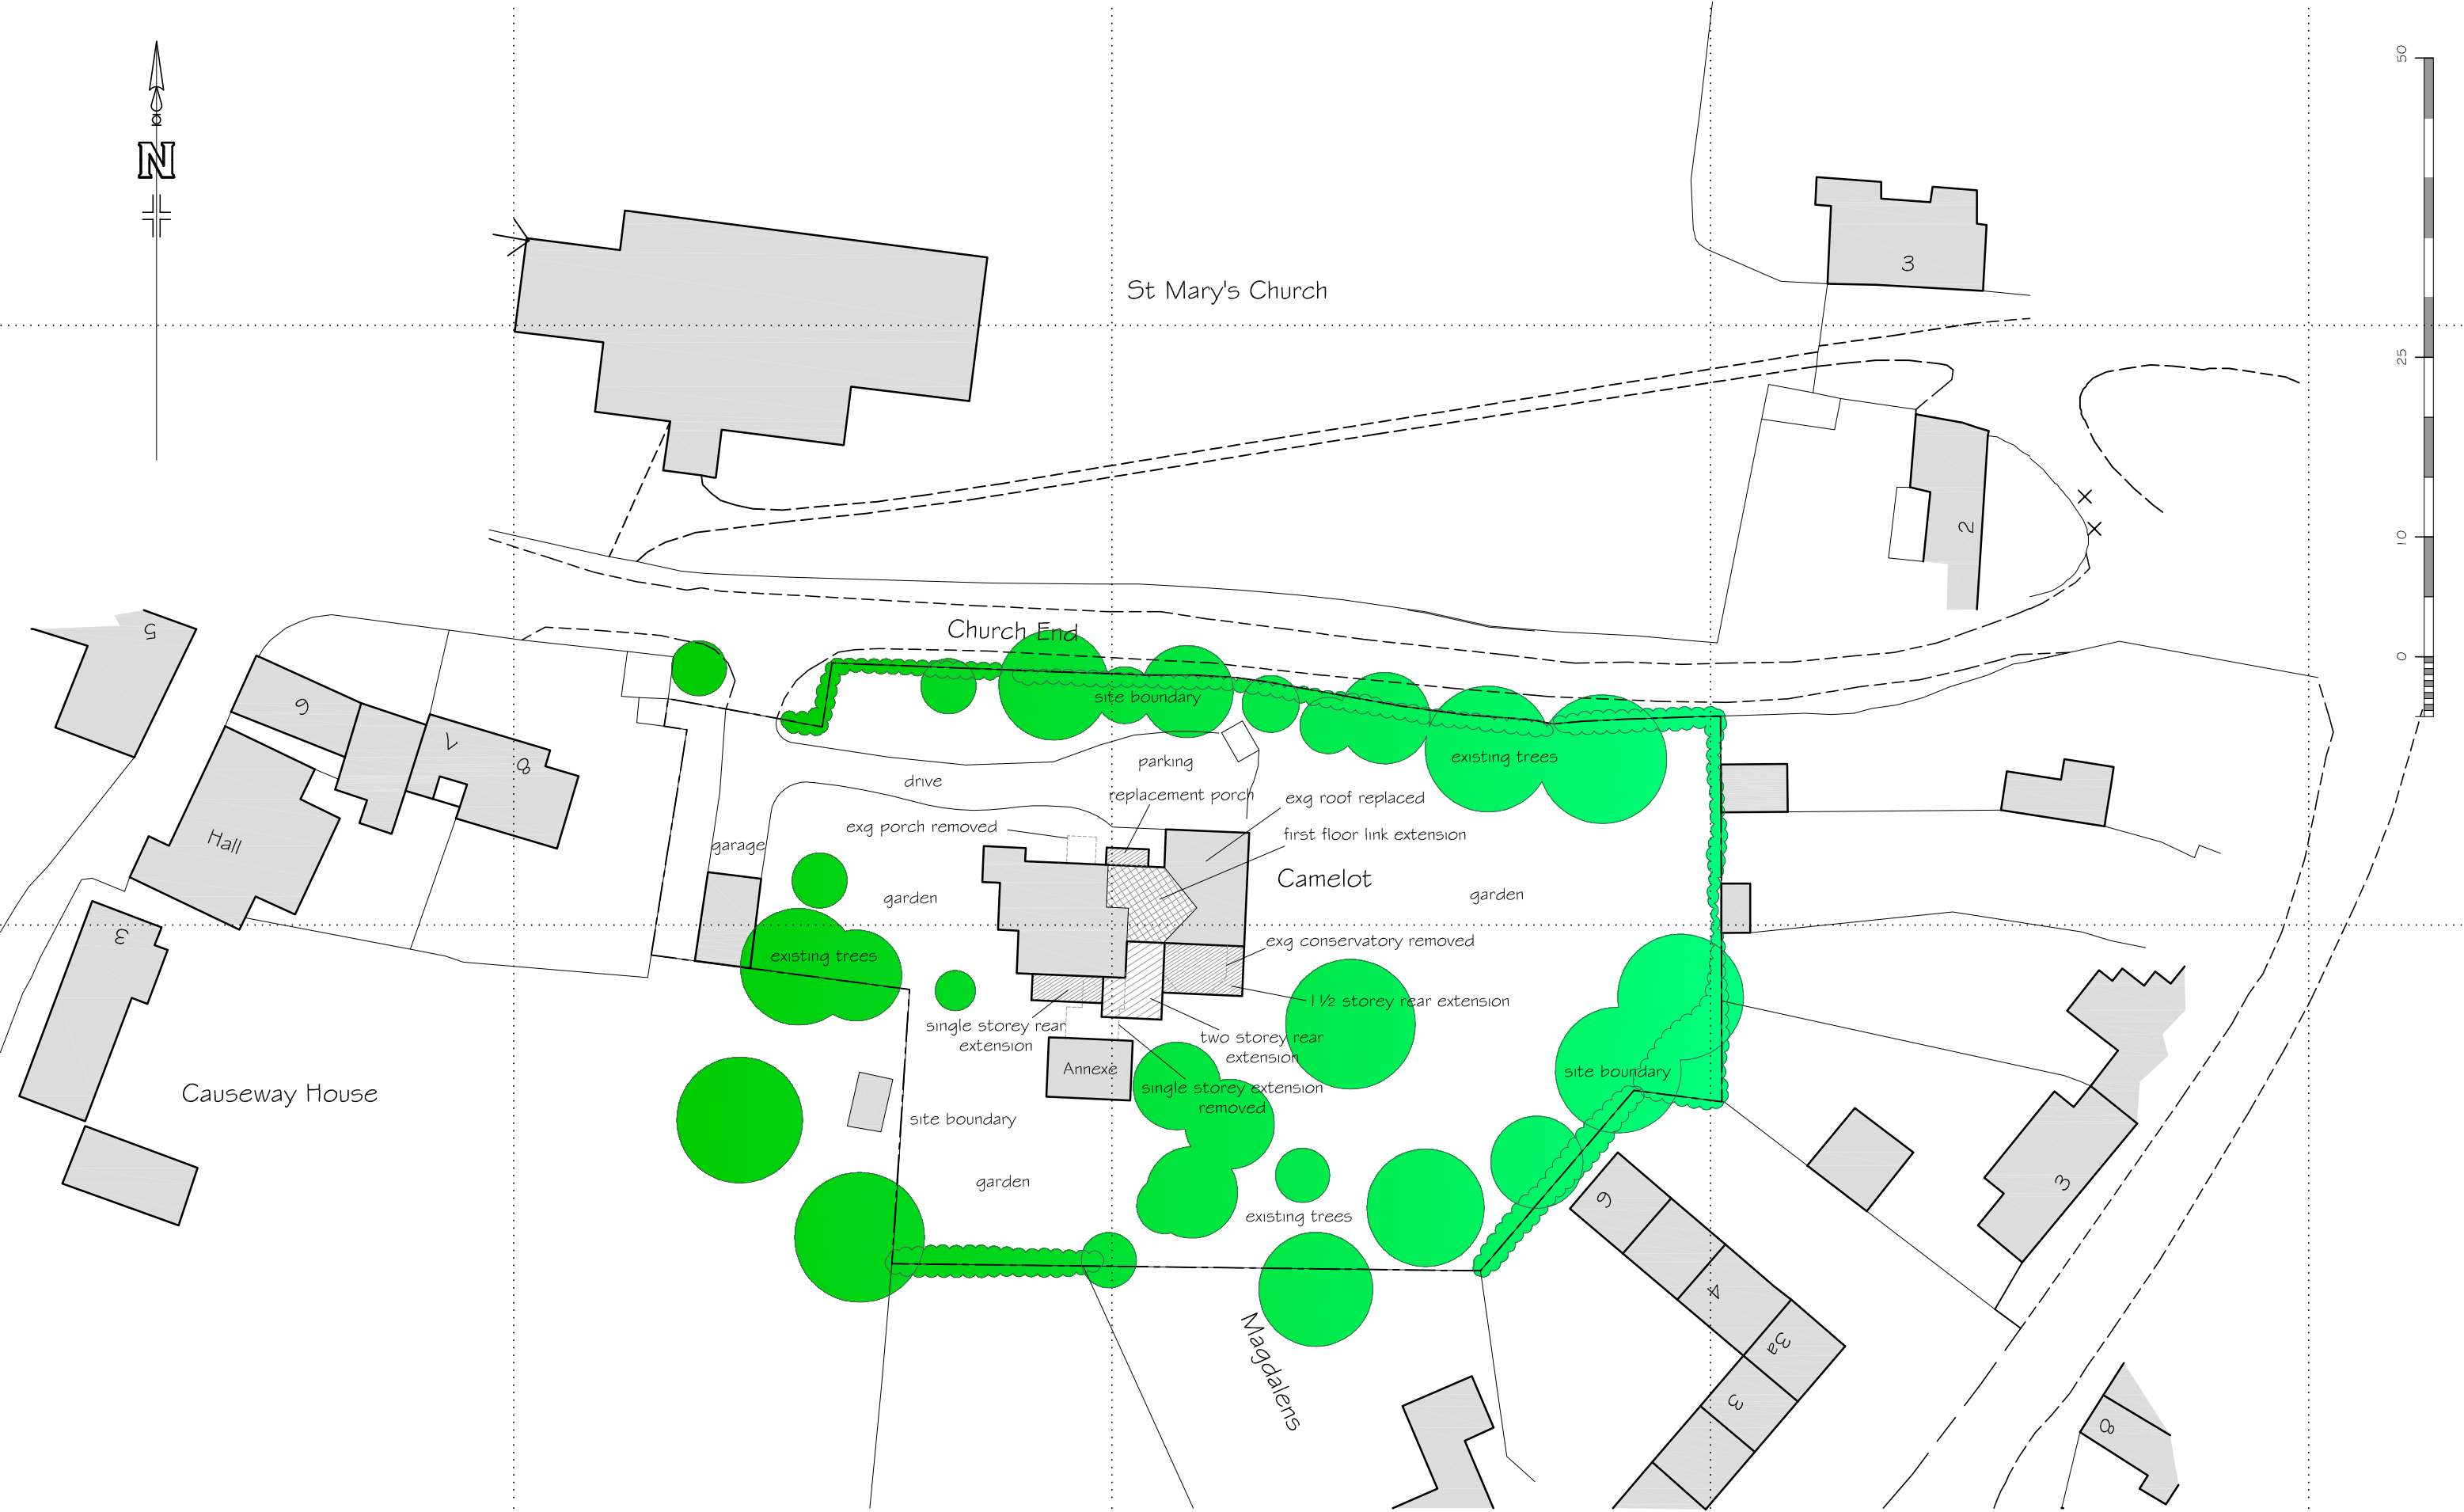 N
50
25
10
0
St Mary's Church
3
2
Church End
site boundary
existing trees
5
6
7
8
Hall
3
Causeway House
drive
parking
replacement porch
exg roof replaced
exg porch removed
first floor link extension
garage
Camelot
garden
garden
exg conservatory removed
existing trees
1½ storey rear extension
single storey rear
extension
two storey rear
extension
Annexe
single storey extension
removed
site boundary
site boundary
garden
existing trees
Magdalens
6
4
3a
3
3
8